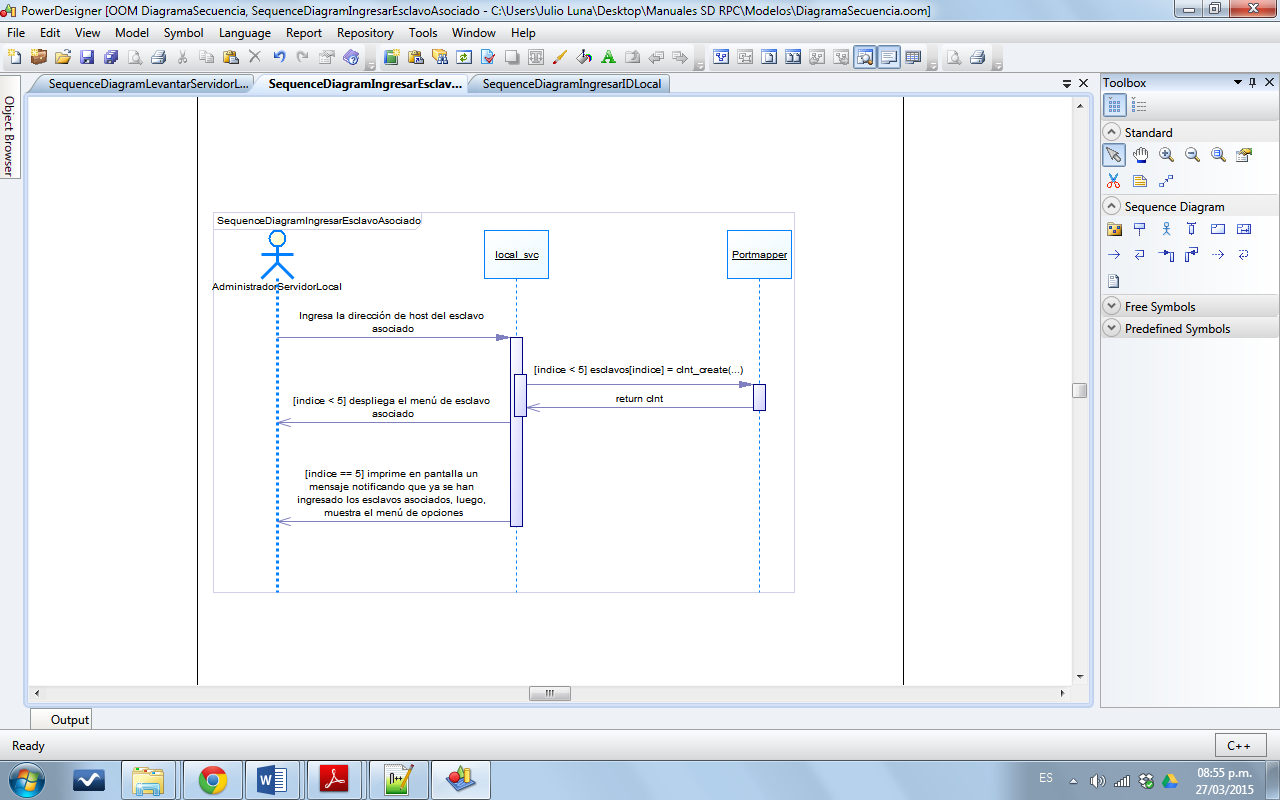 PowerDesigner [OOM DiagramaSecuencia, SequenceDiagramIngresarEsclavoAsociado - C:\Users\Julio Luna\Desktop\Manuales SD RPC\Modelos\DiagramaSecuencia.oom]
File Edit View Model Symbol Language Report Repository Tools Window Help
SequenceDiagramLevantarServidorL... SequenceDiagramIngresarEsclav... SequenceDiagramIngresarIDLocal
Toolbox
Object Browser
Standard
Sequence Diagram
Free Symbols
Predefined Symbols
SequenceDiagramIngresarEsclavoAsociado
local_svc
Portmapper
AdministradorServidorLocal
Ingresa la dirección de host del esclavo
asociado
[indice < 5] esclavos[indice] = clnt_create(...)
return clnt
[indice < 5] despliega el menú de esclavo
asociado
[indice == 5] imprime en pantalla un
mensaje notificando que ya se han
ingresado los esclavos asociados, luego,
muestra el menú de opciones
Output
Ready
C++
ES
08:55 p.m.
27/03/2015